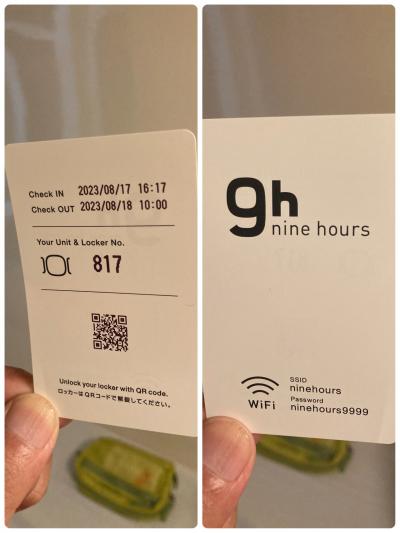 Check IN 2023/08/17 16:17
Check OUT 2023/08/18 10:00
Your Unit & Locker No.
817
Unlock your locker with QR code.
ロッカーはQRコードで解錠してください。
9h
nine hours
WiFi
SSID
ninehours
Password
ninehours9999